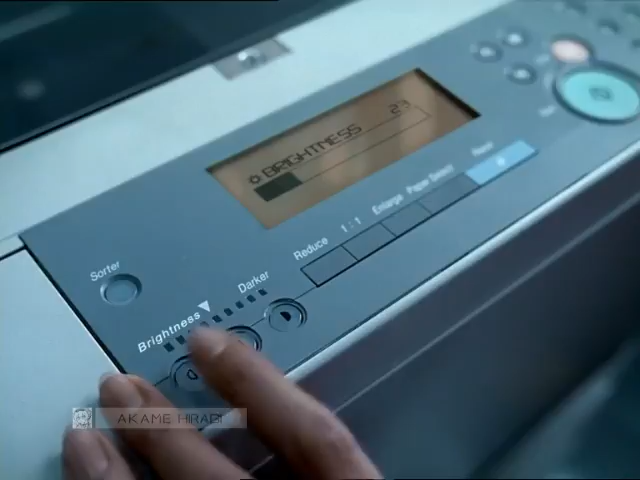 BRIGHTNESS
Reduce
1:1
Enlarge
Paper Select
Sorter
Darker
Brightness
AKAME HIRABI